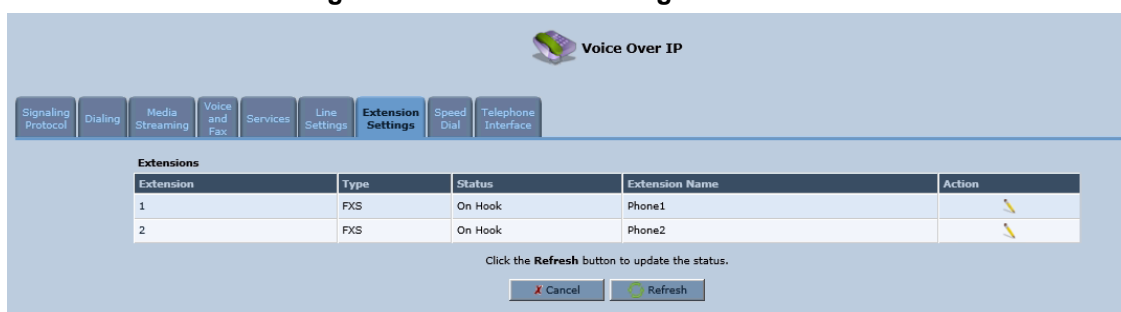 Voice Over IP
Signaling Protocol
Dialing
Media Streaming
Voice and Fax
Services
Line Settings
Extension Settings
Speed Dial
Telephone Interface
Extensions
Extension Type Status Extension Name Action
1 FXS On Hook Phone1
2 FXS On Hook Phone2
Click the Refresh button to update the status.
Cancel Refresh